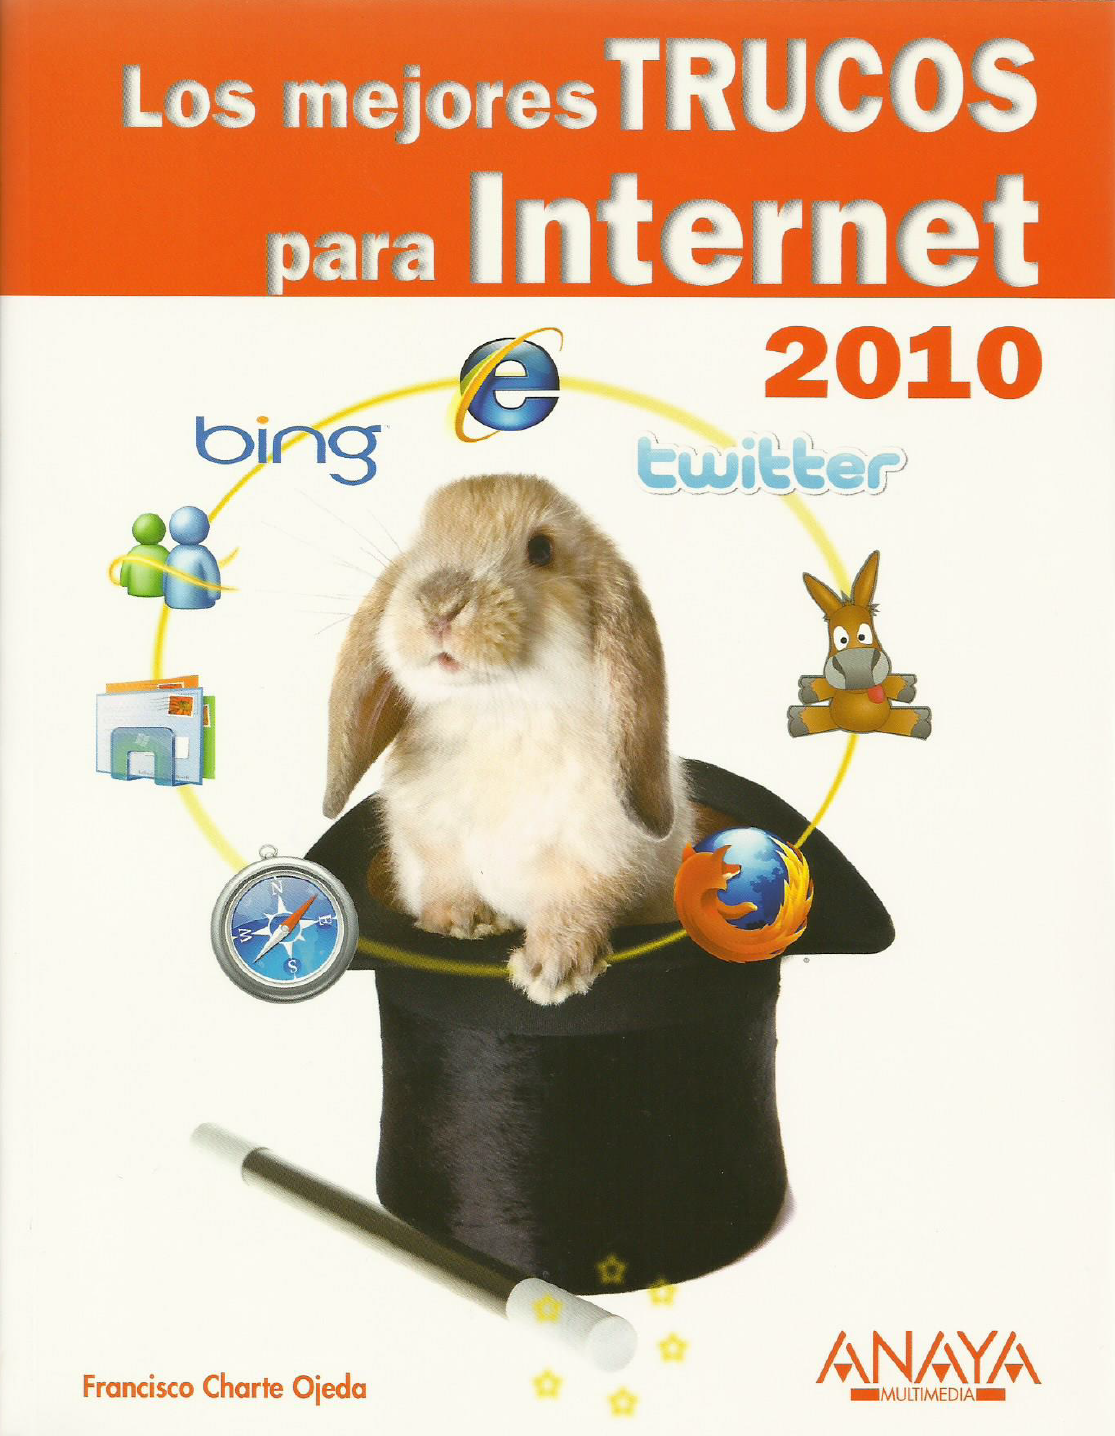 Los mejores TRUCOS
para Internet
2010
bing
twitter
N
W
S
Francisco Charte Ojeda
ANAYA
MULTIMEDIA